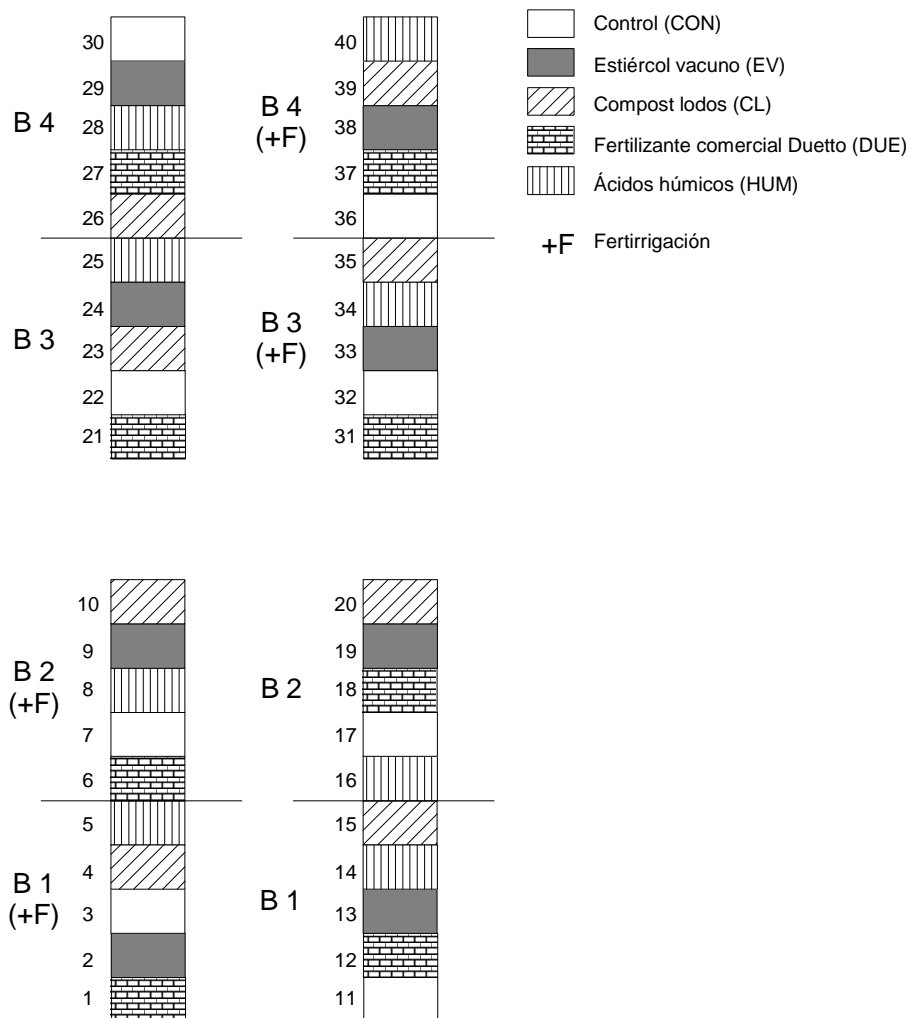 30
29
28
27
26
25
24
23
22
21
B 4
B 3
40
39
38
37
36
35
34
33
32
31
B 4
(+F)
B 3
(+F)
Control (CON)
Estiércol vacuno (EV)
Compost lodos (CL)
Fertilizante comercial Duetto (DUE)
Ácidos húmicos (HUM)
+F Fertirrigación
10
9
8
7
6
5
4
3
2
1
B 2
(+F)
B 1
(+F)
20
19
18
17
16
15
14
13
12
11
B 2
B 1